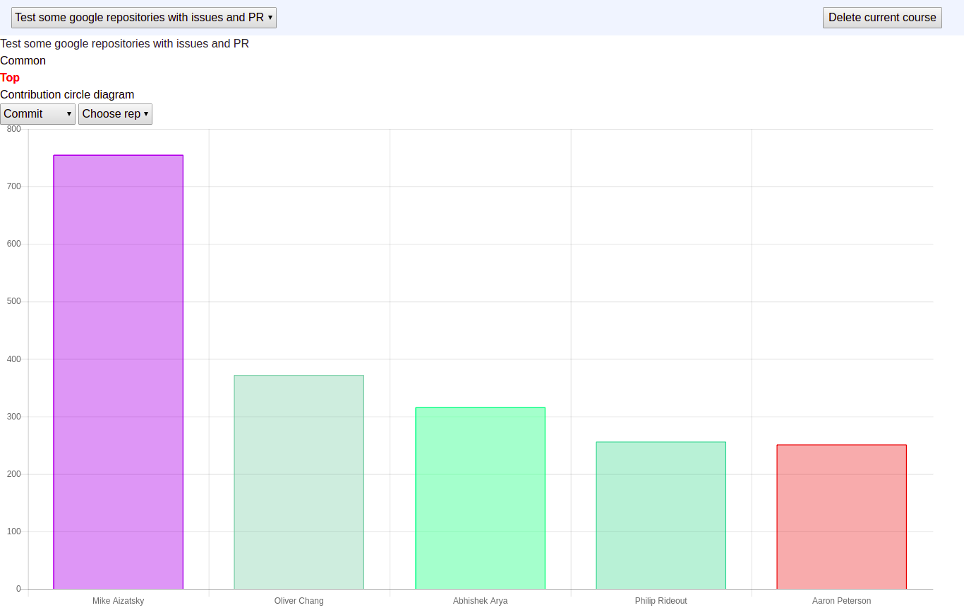 Test some google repositories with issues and PR
Delete current course
Test some google repositories with issues and PR
Common
Top
Contribution circle diagram
Commit
Choose rep
800
700
600
500
400
300
200
100
0
Mike Aizatsky
Oliver Chang
Abhishek Arya
Philip Rideout
Aaron Peterson